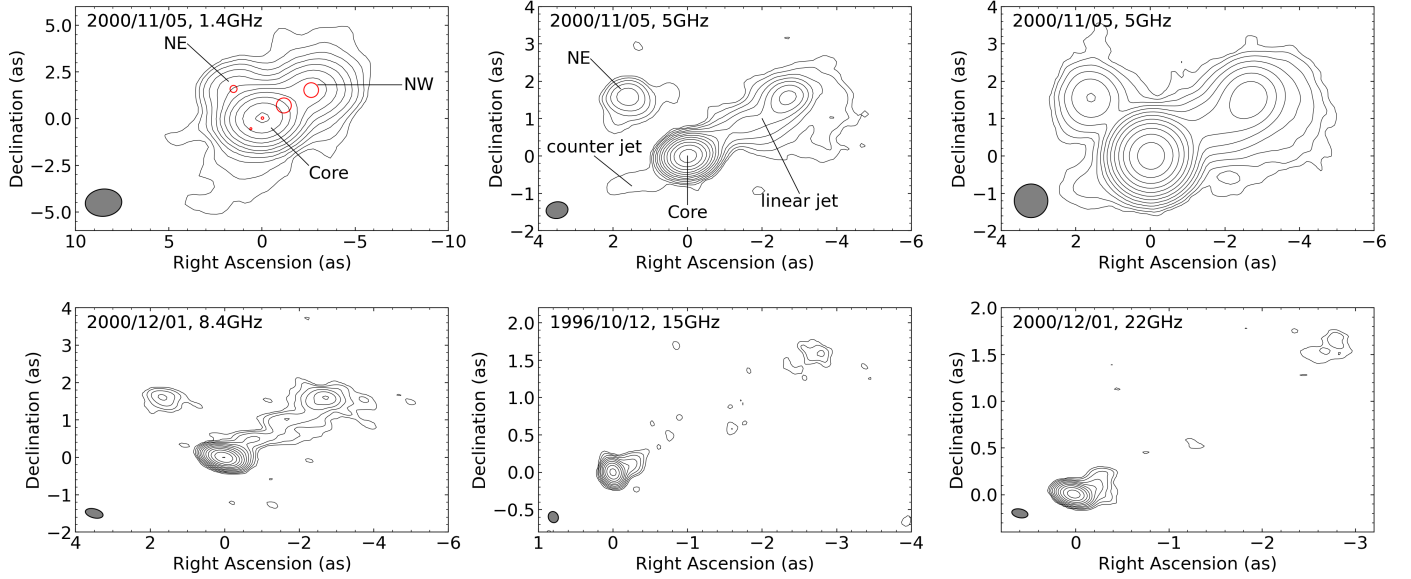 2000/11/05, 1.4GHz
NE
NW
Core
Declination (as)
5.0
2.5
0.0
−2.5
−5.0
10
5
0
−5
−10
Right Ascension (as)
2000/11/05, 5GHz
NE
counter jet
Core
linear jet
Declination (as)
4
3
2
1
0
−1
−2
4
2
0
−2
−4
−6
Right Ascension (as)
2000/11/05, 5GHz
Declination (as)
4
3
2
1
0
−1
−2
4
2
0
−2
−4
−6
Right Ascension (as)
2000/12/01, 8.4GHz
Declination (as)
4
3
2
1
0
−1
−2
4
2
0
−2
−4
−6
Right Ascension (as)
1996/10/12, 15GHz
Declination (as)
2.0
1.5
1.0
0.5
0.0
−0.5
1
0
−1
−2
−3
−4
Right Ascension (as)
2000/12/01, 22GHz
Declination (as)
2.0
1.5
1.0
0.5
0.0
0
−1
−2
−3
Right Ascension (as)